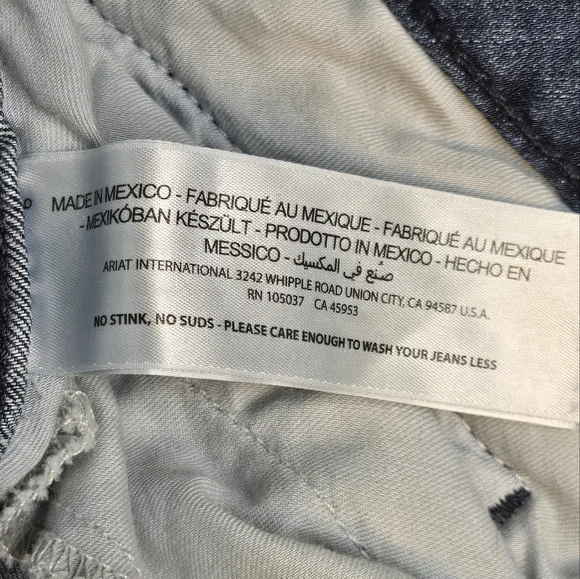 MADE IN MEXICO - FABRIQUÉ AU MEXIQUE - FABRIQUÉ AU MEXIQUE
- MEXIKÓBAN KÉSZÜLT - PRODOTTO IN MEXICO - HECHO EN
MESSICO - صنع في المكسيك
ARIAT INTERNATIONAL 3242 WHIPPLE ROAD UNION CITY, CA 94587 U.S.A.
RN 105037 CA 45953
NO STINK, NO SUDS - PLEASE CARE ENOUGH TO WASH YOUR JEANS LESS